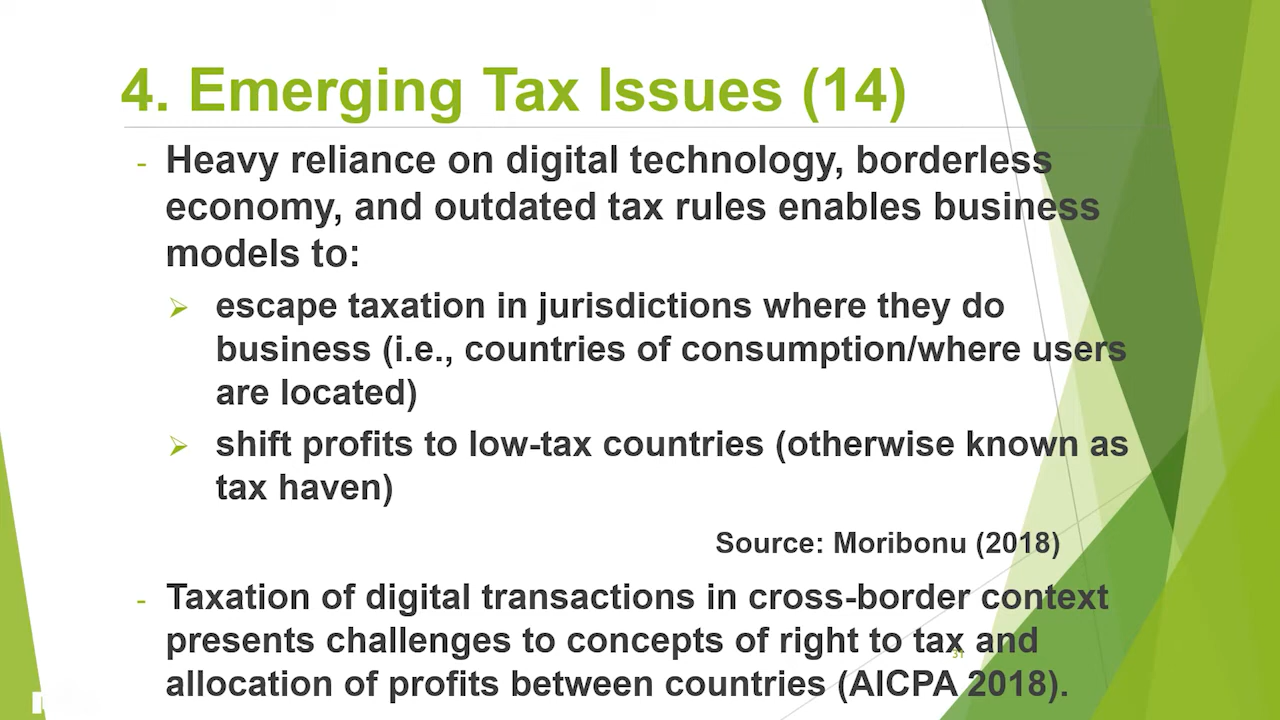 4. Emerging Tax Issues (14)
- Heavy reliance on digital technology, borderless
economy, and outdated tax rules enables business
models to:
➢ escape taxation in jurisdictions where they do
business (i.e., countries of consumption/where users
are located)
➢ shift profits to low-tax countries (otherwise known as
tax haven)
Source: Moribonu (2018)
- Taxation of digital transactions in cross-border context
presents challenges to concepts of right to tax and
allocation of profits between countries (AICPA 2018).